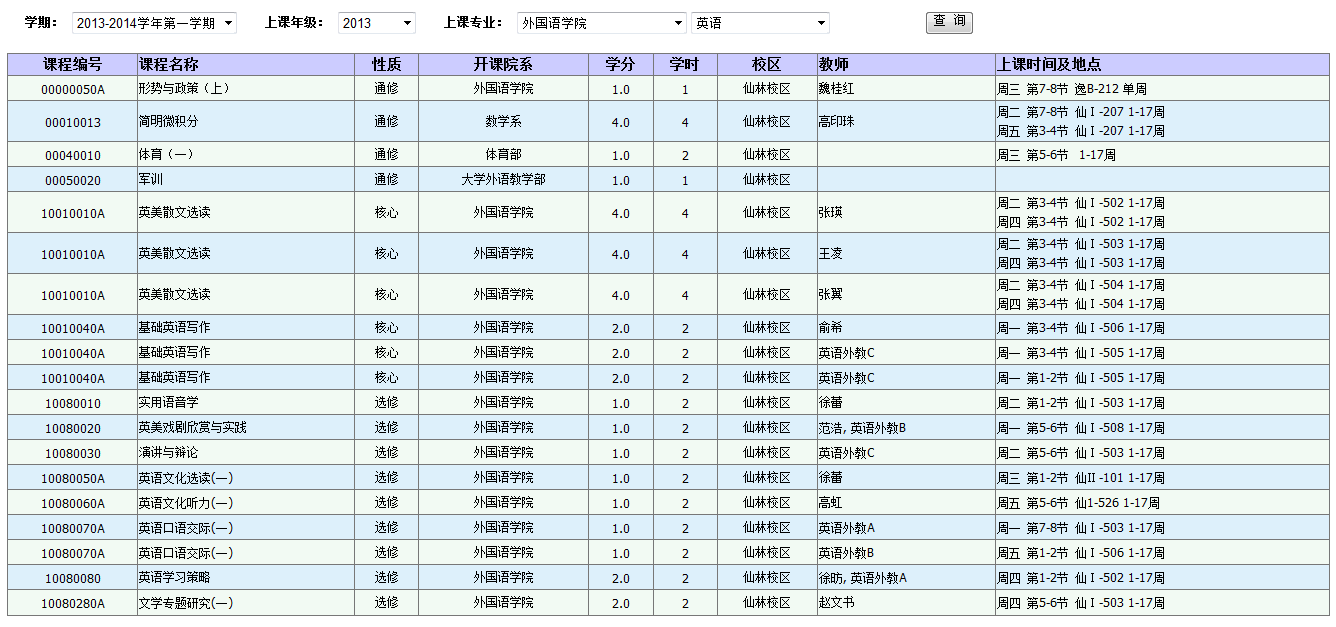 学期： 2013-2014学年第一学期 上课年级： 2013 上课专业： 外国语学院 英语 查 询
课程编号 课程名称 性质 开课院系 学分 学时 校区 教师 上课时间及地点
00000050A 形势与政策（上） 通修 外国语学院 1.0 1 仙林校区 魏桂红 周三 第7-8节 逸B-212 单周
00010013 简明微积分 通修 数学系 4.0 4 仙林校区 高印珠 周二 第7-8节 仙Ⅰ-207 1-17周
周五 第3-4节 仙Ⅰ-207 1-17周
00040010 体育（一） 通修 体育部 1.0 2 仙林校区 周三 第5-6节 1-17周
00050020 军训 通修 大学外语教学部 1.0 1 仙林校区
10010010A 英美散文选读 核心 外国语学院 4.0 4 仙林校区 张瑛 周二 第3-4节 仙Ⅰ-502 1-17周
周四 第3-4节 仙Ⅰ-502 1-17周
10010010A 英美散文选读 核心 外国语学院 4.0 4 仙林校区 王凌 周二 第3-4节 仙Ⅰ-503 1-17周
周四 第3-4节 仙Ⅰ-503 1-17周
10010010A 英美散文选读 核心 外国语学院 4.0 4 仙林校区 张翼 周二 第3-4节 仙Ⅰ-504 1-17周
周四 第3-4节 仙Ⅰ-504 1-17周
10010040A 基础英语写作 核心 外国语学院 2.0 2 仙林校区 俞希 周一 第3-4节 仙Ⅰ-506 1-17周
10010040A 基础英语写作 核心 外国语学院 2.0 2 仙林校区 英语外教C 周一 第3-4节 仙Ⅰ-505 1-17周
10010040A 基础英语写作 核心 外国语学院 2.0 2 仙林校区 英语外教C 周一 第1-2节 仙Ⅰ-505 1-17周
10080010 实用语音学 选修 外国语学院 1.0 2 仙林校区 徐蕾 周二 第1-2节 仙Ⅰ-503 1-17周
10080020 英美戏剧欣赏与实践 选修 外国语学院 1.0 2 仙林校区 范浩, 英语外教B 周一 第5-6节 仙Ⅰ-508 1-17周
10080030 演讲与辩论 选修 外国语学院 1.0 2 仙林校区 英语外教C 周二 第5-6节 仙Ⅰ-503 1-17周
10080050A 英语文化选读(一) 选修 外国语学院 1.0 2 仙林校区 徐蕾 周三 第1-2节 仙II-101 1-17周
10080060A 英语文化听力(一) 选修 外国语学院 1.0 2 仙林校区 高虹 周五 第5-6节 仙1-526 1-17周
10080070A 英语口语交际(一) 选修 外国语学院 1.0 2 仙林校区 英语外教A 周一 第7-8节 仙Ⅰ-503 1-17周
10080070A 英语口语交际(一) 选修 外国语学院 1.0 2 仙林校区 英语外教B 周五 第1-2节 仙Ⅰ-506 1-17周
10080080 英语学习策略 选修 外国语学院 2.0 2 仙林校区 徐昉, 英语外教A 周四 第1-2节 仙Ⅰ-502 1-17周
10080280A 文学专题研究(一) 选修 外国语学院 2.0 2 仙林校区 赵文书 周四 第5-6节 仙Ⅰ-503 1-17周